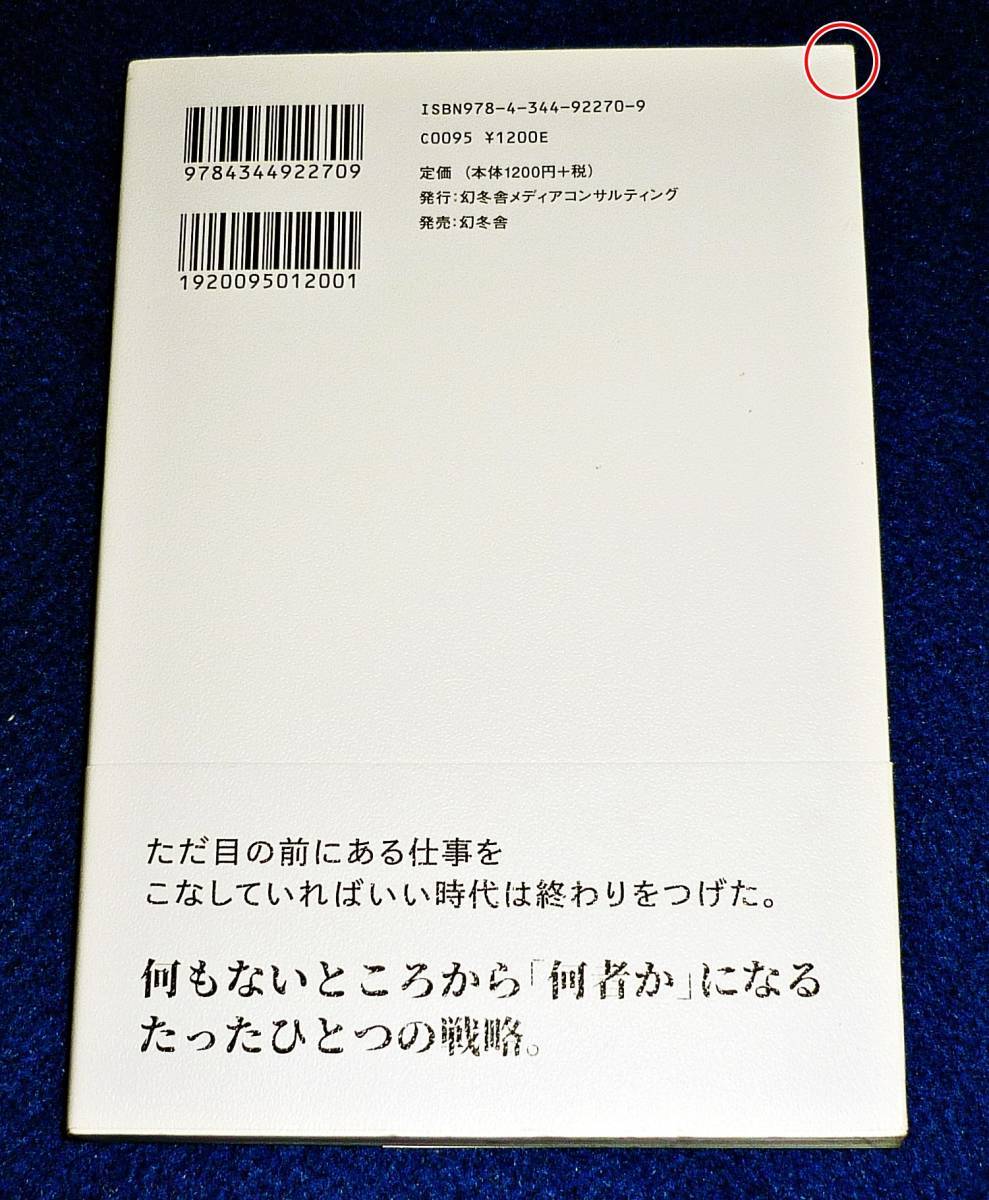 ISBN978-4-344-92270-9
C0095 ¥1200E
9784344922709
定価 (本体1200円+税)
発行:幻冬舎メディアコンサルティング
発売:幻冬舎
1920095012001
ただ目の前にある仕事を
こなしていればいい時代は終わりをつげた。
何もないところから「何者か」になる
たったひとつの戦略。